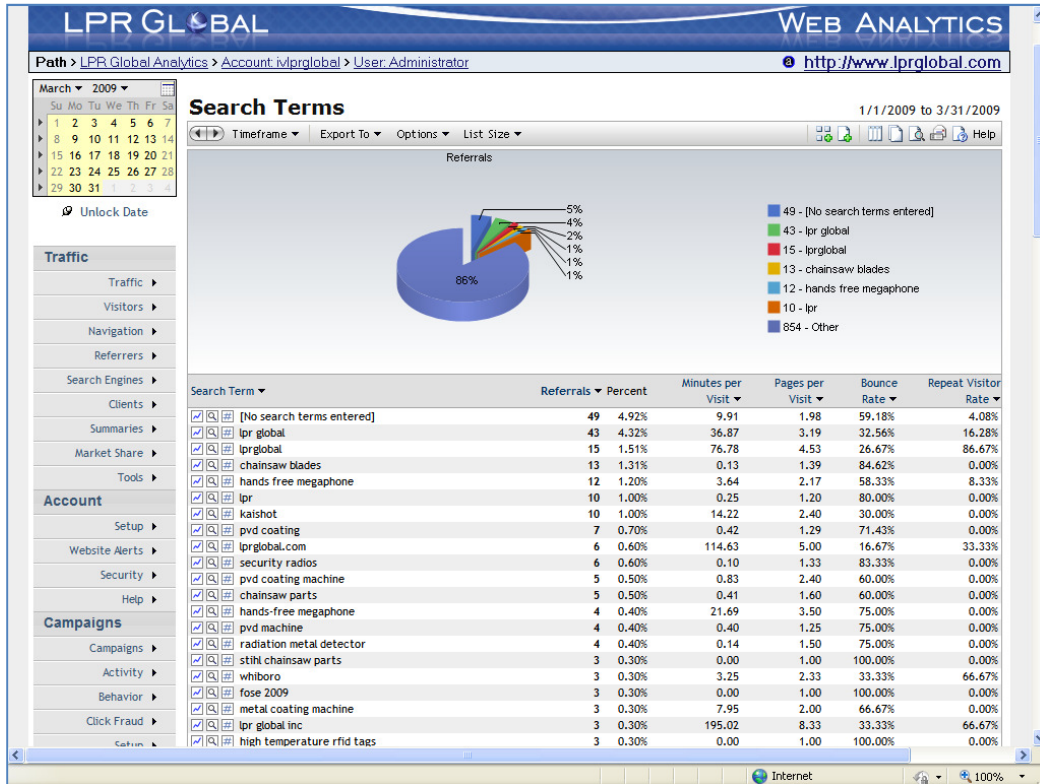 LPR GLOBAL WEB ANALYTICS
Path > LPR Global Analytics > Account: ivlprglobal > User: Administrator http://www.lprglobal.com
March 2009
Su Mo Tu We Th Fr Sa
1 2 3 4 5 6 7
8 9 10 11 12 13 14
15 16 17 18 19 20 21
22 23 24 25 26 27 28
29 30 31 1 2 3 4
Unlock Date
Traffic
Traffic
Visitors
Navigation
Referrers
Search Engines
Clients
Summaries
Market Share
Tools
Account
Setup
Website Alerts
Security
Help
Campaigns
Campaigns
Activity
Behavior
Click Fraud
Setup
Search Terms 1/1/2009 to 3/31/2009
Timeframe Export To Options List Size Help
Referrals
5%
4%
2%
1%
1%
1%
86%
49 - [No search terms entered]
43 - lpr global
15 - lprglobal
13 - chainsaw blades
12 - hands free megaphone
10 - lpr
854 - Other
Search Term Referrals Percent Minutes per Visit Pages per Visit Bounce Rate Repeat Visitor Rate
[No search terms entered] 49 4.92% 9.91 1.98 59.18% 4.08%
lpr global 43 4.32% 36.87 3.19 32.56% 16.28%
lprglobal 15 1.51% 76.78 4.53 26.67% 86.67%
chainsaw blades 13 1.31% 0.13 1.39 84.62% 0.00%
hands free megaphone 12 1.20% 3.64 2.17 58.33% 8.33%
lpr 10 1.00% 0.25 1.20 80.00% 0.00%
kaishot 10 1.00% 14.22 2.40 30.00% 0.00%
pvd coating 7 0.70% 0.42 1.29 71.43% 0.00%
lprglobal.com 6 0.60% 114.63 5.00 16.67% 33.33%
security radios 6 0.60% 0.10 1.33 83.33% 0.00%
pvd coating machine 5 0.50% 0.83 2.40 60.00% 0.00%
chainsaw parts 5 0.50% 0.41 1.60 60.00% 0.00%
hands-free megaphone 4 0.40% 21.69 3.50 75.00% 0.00%
pvd machine 4 0.40% 0.40 1.25 75.00% 0.00%
radiation metal detector 4 0.40% 0.14 1.50 75.00% 0.00%
stihl chainsaw parts 3 0.30% 0.00 1.00 100.00% 0.00%
whiboro 3 0.30% 3.25 2.33 33.33% 66.67%
fose 2009 3 0.30% 0.00 1.00 100.00% 0.00%
metal coating machine 3 0.30% 7.95 2.00 66.67% 0.00%
lpr global inc 3 0.30% 195.02 8.33 33.33% 66.67%
high temperature rfid tags 3 0.30% 0.00 1.00 100.00% 0.00%
Internet 100%